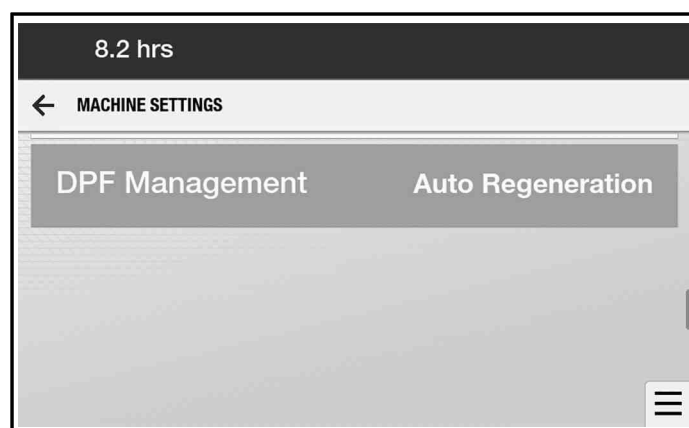 8.2 hrs
MACHINE SETTINGS
DPF Management Auto Regeneration